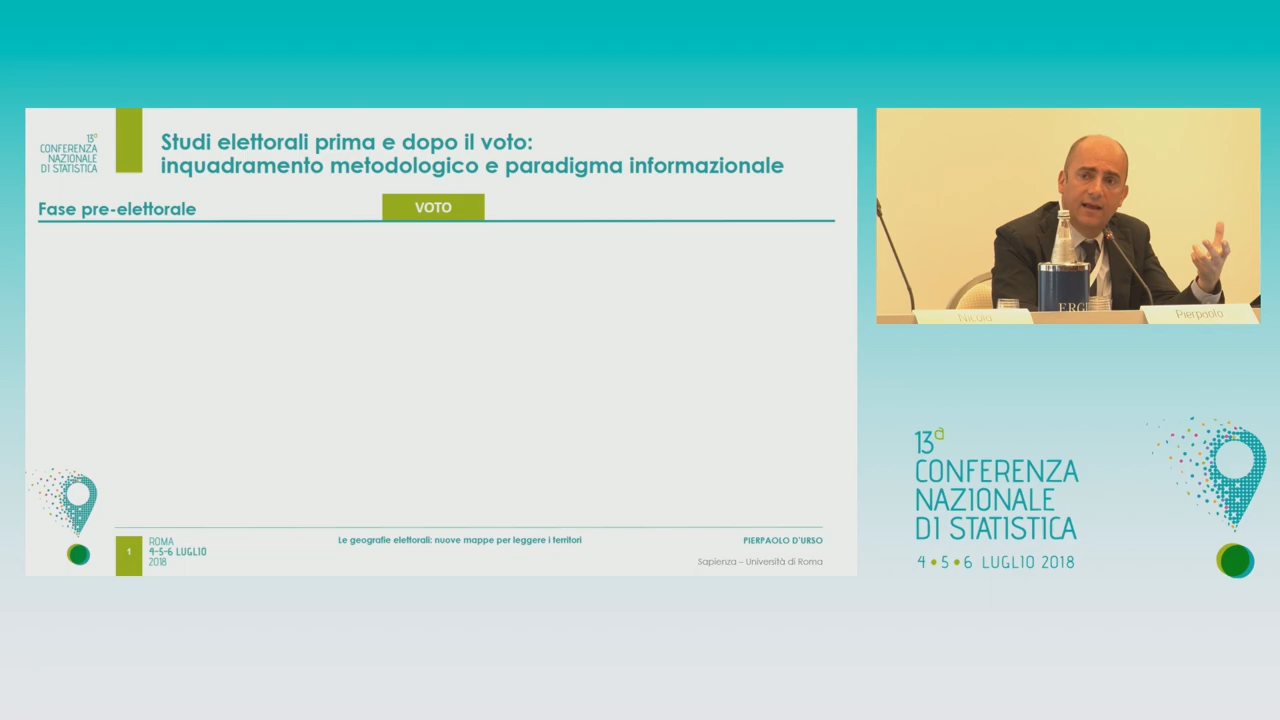 13ª
CONFERENZA
NAZIONALE
DI STATISTICA
Studi elettorali prima e dopo il voto:
inquadramento metodologico e paradigma informazionale
Fase pre-elettorale
VOTO
1
ROMA
4-5-6 LUGLIO
2018
Le geografie elettorali: nuove mappe per leggere i territori
PIERPAOLO D'URSO
Sapienza – Università di Roma
Nicola
Pierpaolo
13ª
CONFERENZA
NAZIONALE
DI STATISTICA
4•5•6 LUGLIO 2018